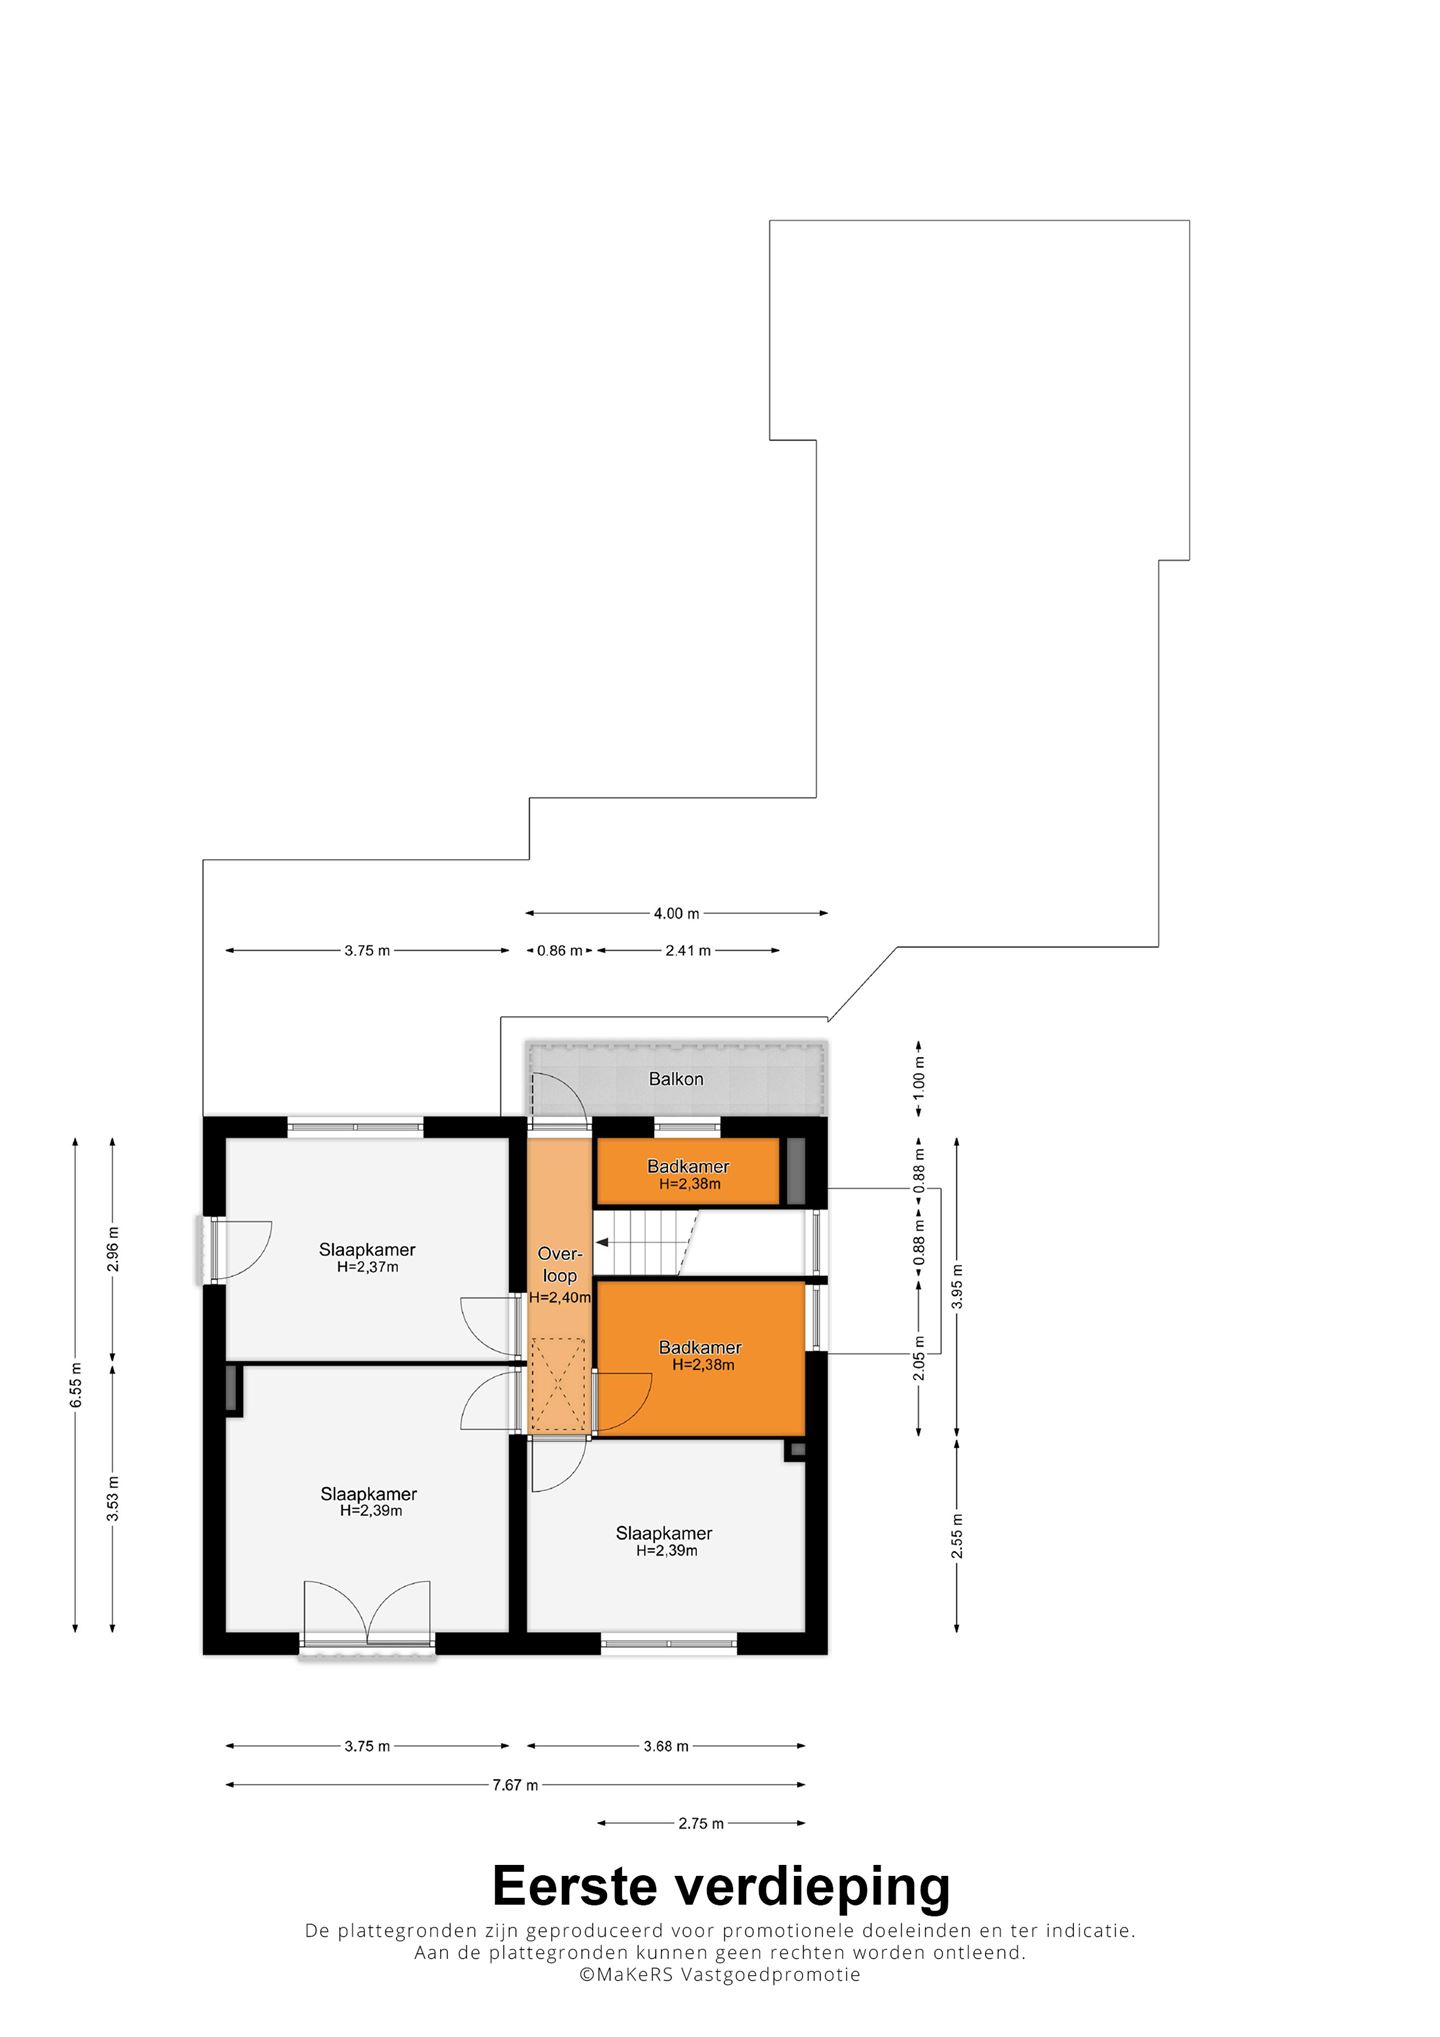 4.00 m
3.75 m
0.86 m
2.41 m
1.00 m
Balkon
0.88 m
Badkamer
H=2,38m
0.88 m
2.96 m
Slaapkamer
H=2,37m
Over-
loop
H=2,40m
3.95 m
Badkamer
H=2,38m
2.05 m
6.55 m
3.53 m
Slaapkamer
H=2,39m
Slaapkamer
H=2,39m
2.55 m
3.75 m
3.68 m
7.67 m
2.75 m
Eerste verdieping
De plattegronden zijn geproduceerd voor promotionele doeleinden en ter indicatie.
Aan de plattegronden kunnen geen rechten worden ontleend.
©MaKeRS Vastgoedpromotie